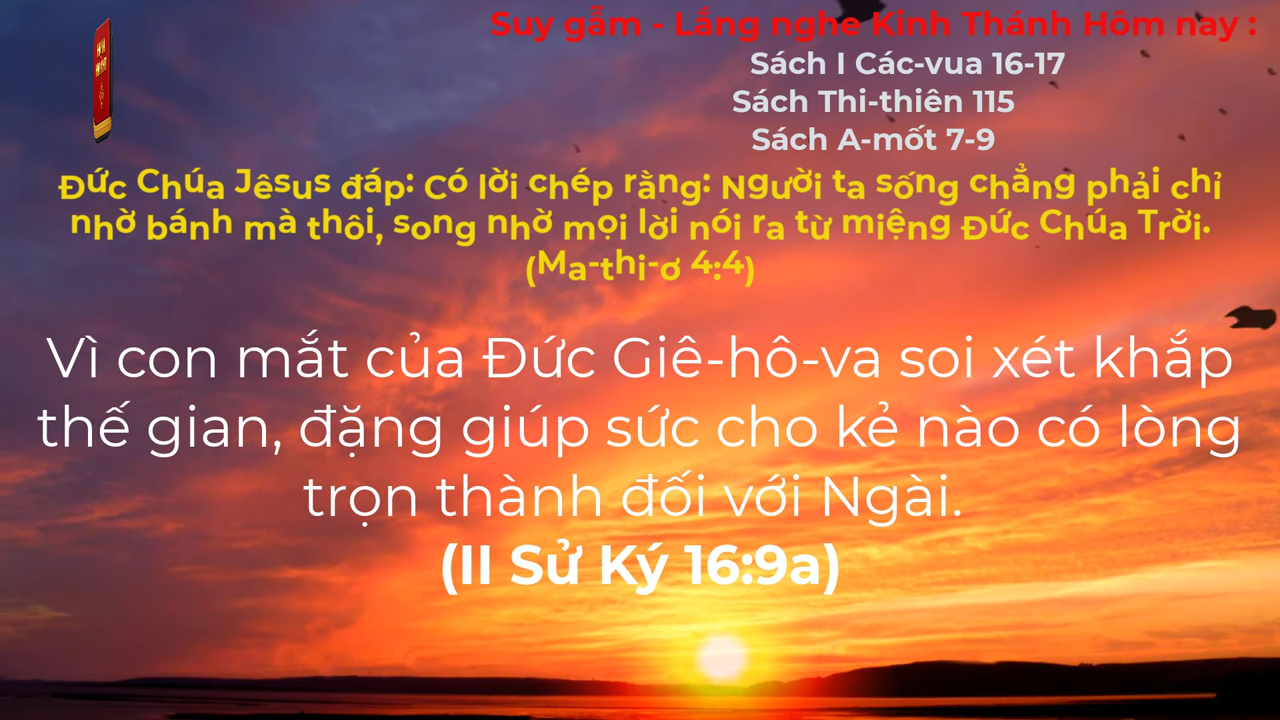 Suy gẫm - Lắng nghe Kinh Thánh Hôm nay :
Sách I Các-vua 16-17
Sách Thi-thiên 115
Sách A-mốt 7-9
Đức Chúa Jêsus đáp: Có lời chép rằng: Người ta sống chẳng phải chỉ
nhờ bánh mà thôi, song nhờ mọi lời nói ra từ miệng Đức Chúa Trời.
(Ma-thi-ơ 4:4)
Vì con mắt của Đức Giê-hô-va soi xét khắp
thế gian, đặng giúp sức cho kẻ nào có lòng
trọn thành đối với Ngài.
(II Sử Ký 16:9a)